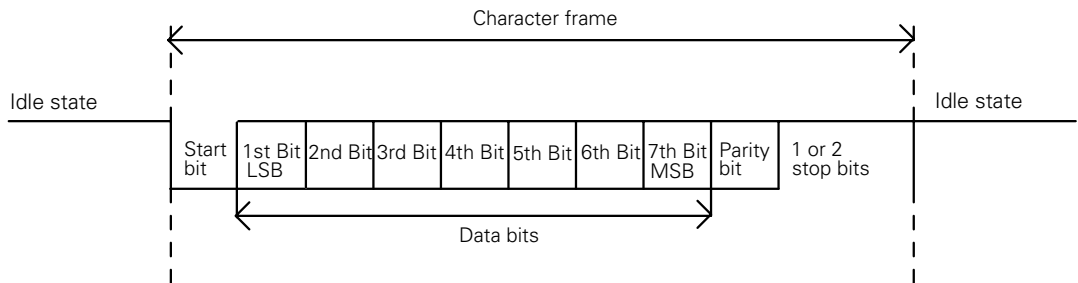 Character frame
Idle state
Idle state
Start
bit
1st Bit
LSB
2nd Bit
3rd Bit
4th Bit
5th Bit
6th Bit
7th Bit
MSB
Parity
bit
1 or 2
stop bits
Data bits